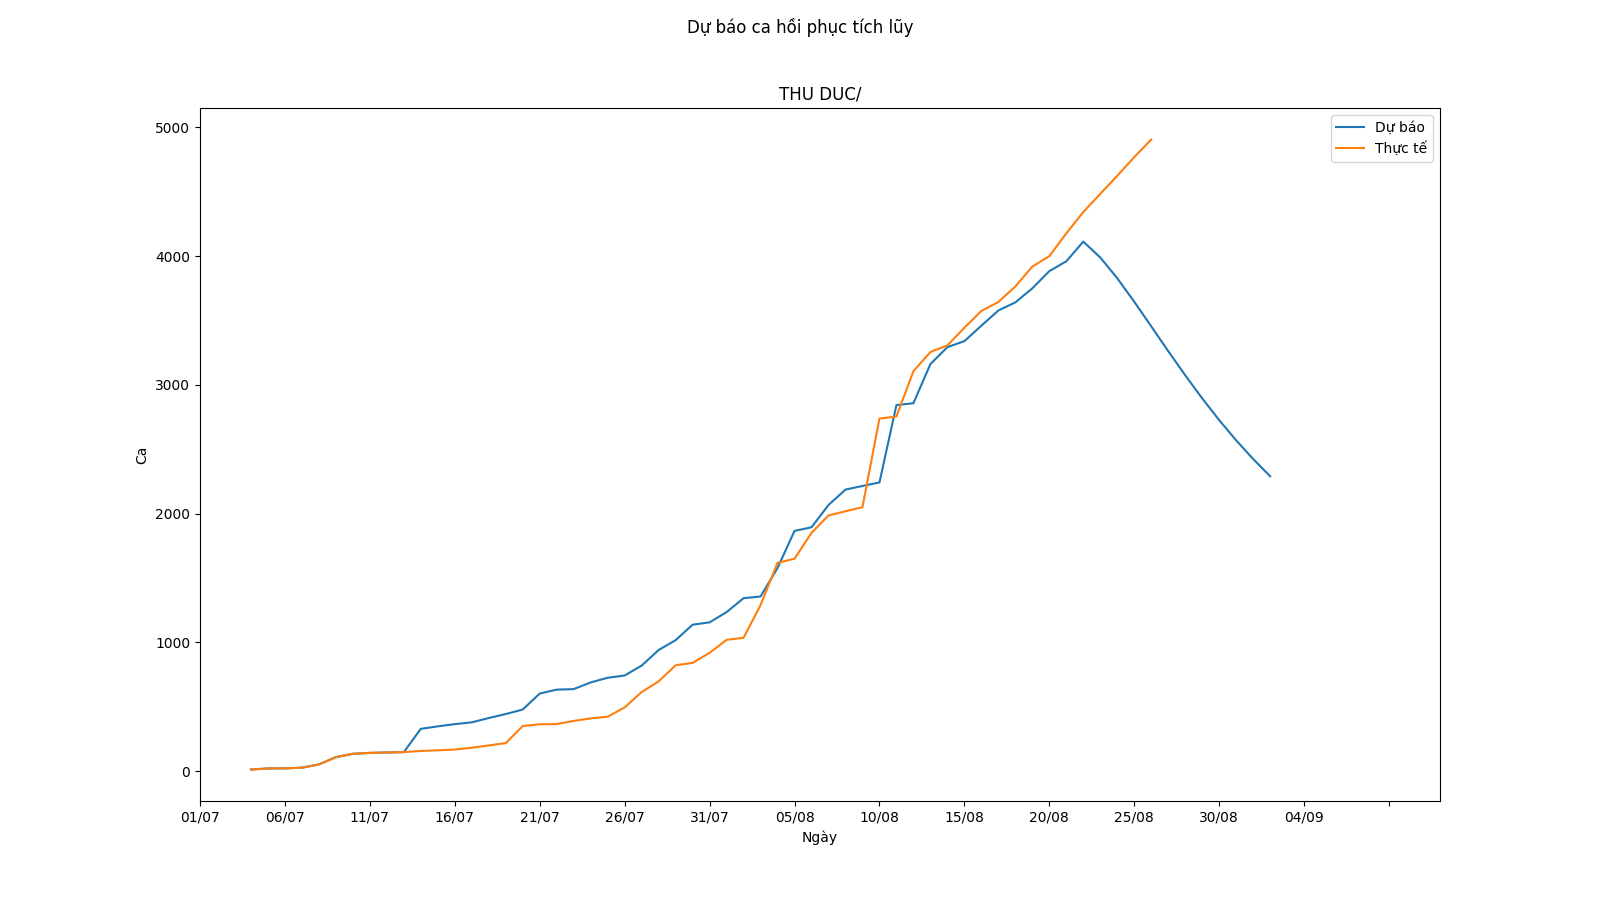 Dự báo ca hồi phục tích lũy
THU DUC/
Dự báo
Thực tế
5000
4000
3000
2000
1000
0
Ca
01/07 06/07 11/07 16/07 21/07 26/07 31/07 05/08 10/08 15/08 20/08 25/08 30/08 04/09
Ngày